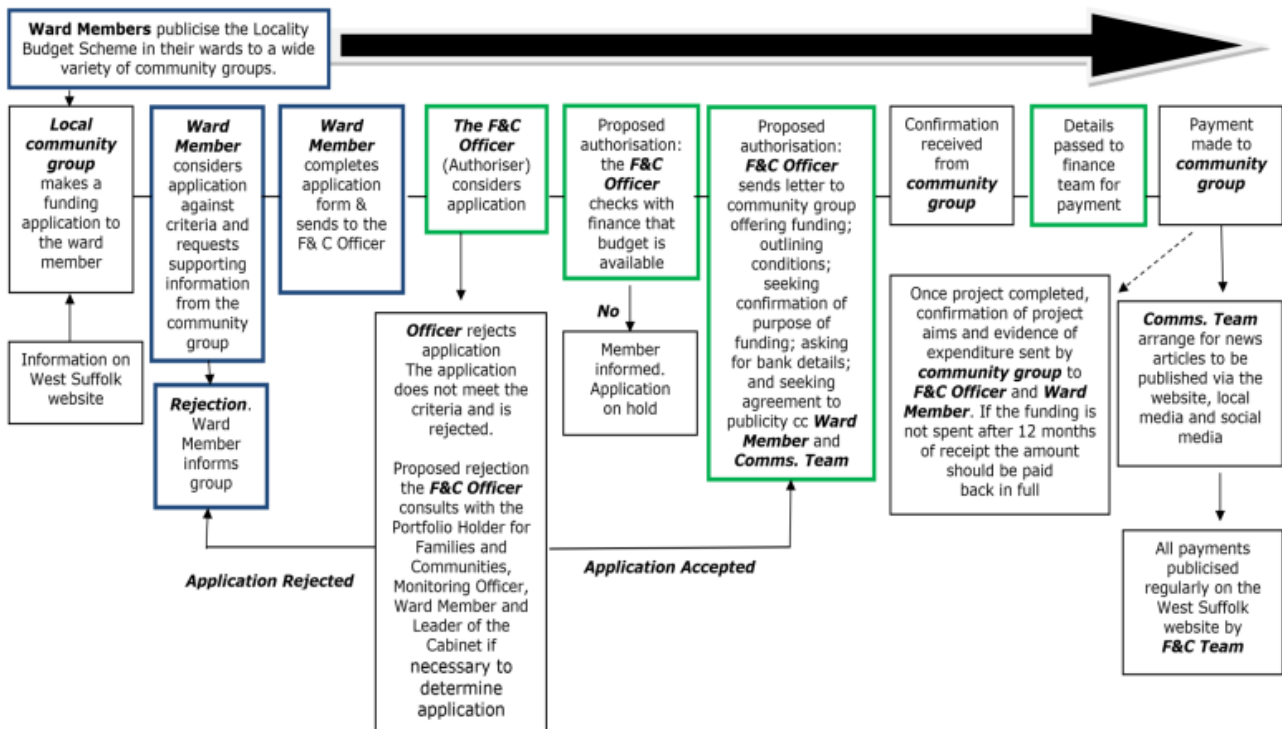 Ward Members publicise the Locality
Budget Scheme in their wards to a wide
variety of community groups.
Local
community
group
makes a
funding
application to
the ward
member
Information on
West Suffolk
website
Ward
Member
considers
application
against
criteria and
requests
supporting
information
from the
community
group
Rejection.
Ward
Member
informs
group
Ward
Member
completes
application
form &
sends to the
F& C Officer
The F&C
Officer
(Authoriser)
considers
application
Officer rejects
application
The application
does not meet the
criteria and is
rejected.
Proposed rejection
the F&C Officer
consults with the
Portfolio Holder for
Families and
Communities,
Monitoring Officer,
Ward Member and
Leader of the
Cabinet if
necessary to
determine
application
Application Rejected
Application Accepted
Proposed
authorisation:
the F&C
Officer
checks with
finance that
budget is
available
No
Member
informed.
Application
on hold
Proposed
authorisation:
F&C Officer
sends letter to
community group
offering funding;
outlining
conditions;
seeking
confirmation of
purpose of
funding; asking
for bank details;
and seeking
agreement to
publicity cc Ward
Member and
Comms. Team
Confirmation
received
from
community
group
Details
passed to
finance
team for
payment
Payment
made to
community
group
Once project completed,
confirmation of project
aims and evidence of
expenditure sent by
community group to
F&C Officer and Ward
Member. If the funding is
not spent after 12 months
of receipt the amount
should be paid
back in full
Comms. Team
arrange for news
articles to be
published via the
website, local
media and social
media
All payments
publicised
regularly on the
West Suffolk
website by
F&C Team